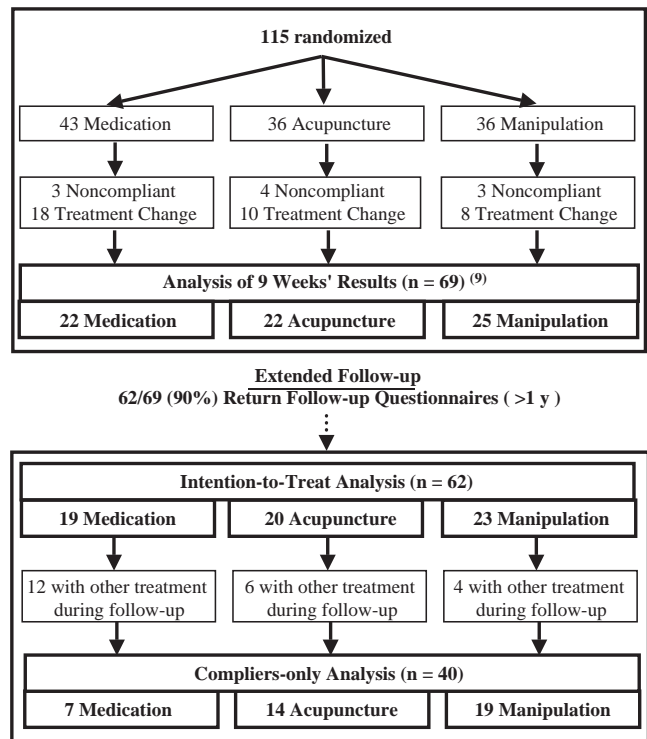 115 randomized
43 Medication
36 Acupuncture
36 Manipulation
3 Noncompliant
18 Treatment Change
4 Noncompliant
10 Treatment Change
3 Noncompliant
8 Treatment Change
Analysis of 9 Weeks' Results (n = 69) (9)
22 Medication
22 Acupuncture
25 Manipulation
Extended Follow-up
62/69 (90%) Return Follow-up Questionnaires ( >1 y )
Intention-to-Treat Analysis (n = 62)
19 Medication
20 Acupuncture
23 Manipulation
12 with other treatment
during follow-up
6 with other treatment
during follow-up
4 with other treatment
during follow-up
Compliers-only Analysis (n = 40)
7 Medication
14 Acupuncture
19 Manipulation